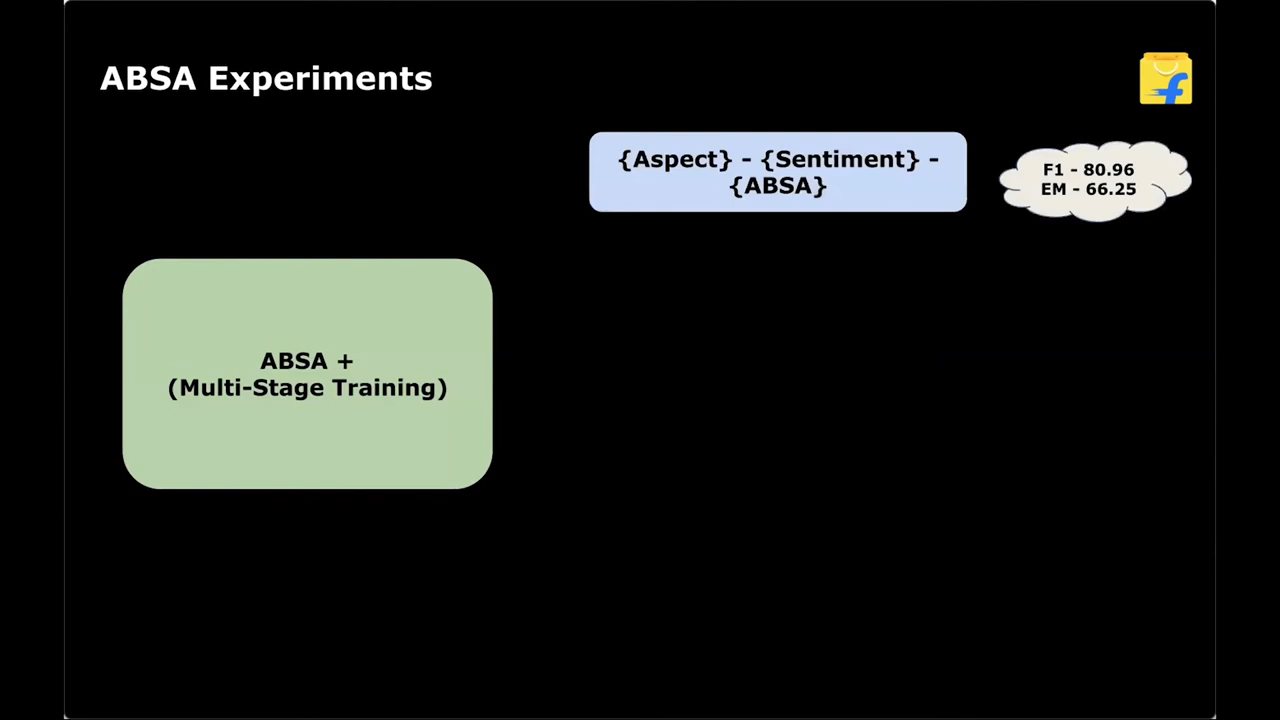 ABSA Experiments
{Aspect} - {Sentiment} -
{ABSA}
F1 - 80.96
EM - 66.25
ABSA +
(Multi-Stage Training)